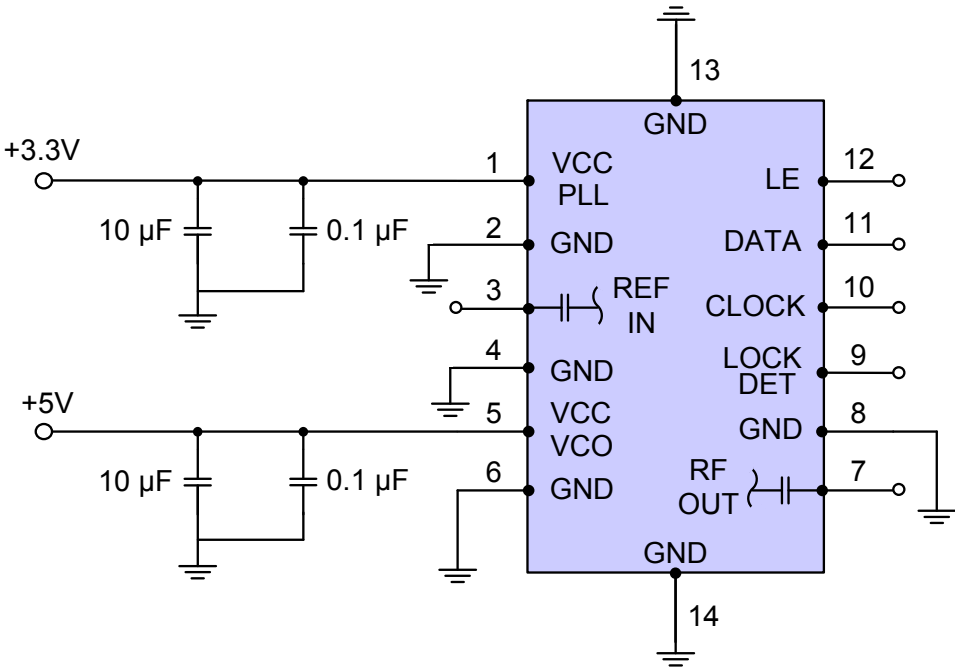 13
GND
+3.3V
1
VCC
PLL
12
LE
10 µF
0.1 µF
2
GND
11
DATA
3
REF
IN
10
CLOCK
4
GND
9
LOCK
DET
+5V
5
VCC
VCO
8
GND
10 µF
0.1 µF
6
GND
7
RF
OUT
GND
14